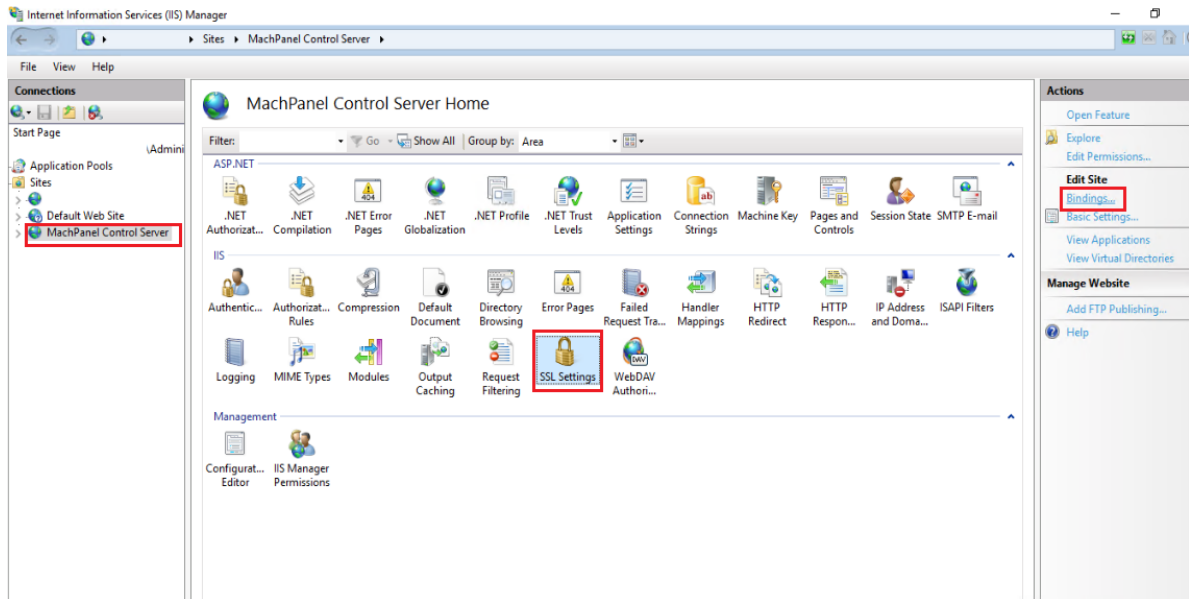 Internet Information Services (IIS) Manager
Sites
MachPanel Control Server
File View Help
Connections
Start Page
\Admini
Application Pools
Sites
Default Web Site
MachPanel Control Server
MachPanel Control Server Home
Filter: Go Show All Group by: Area
ASP.NET
.NET Authorizat...
.NET Compilation
.NET Error Pages
.NET Globalization
.NET Profile
.NET Trust Levels
Application Settings
Connection Strings
Machine Key
Pages and Controls
Session State
SMTP E-mail
IIS
Authentic...
Authorizat... Rules
Compression
Default Document
Directory Browsing
Error Pages
404
Failed Request Tra...
Handler Mappings
HTTP Redirect
HTTP Respon...
IP Address and Doma...
ISAPI Filters
Logging
MIME Types
Modules
Output Caching
Request Filtering
SSL Settings
WebDAV Authori...
Management
Configurat... Editor
IIS Manager Permissions
Actions
Open Feature
Explore
Edit Permissions...
Edit Site
Bindings...
Basic Settings...
View Applications
View Virtual Directories
Manage Website
Add FTP Publishing...
Help